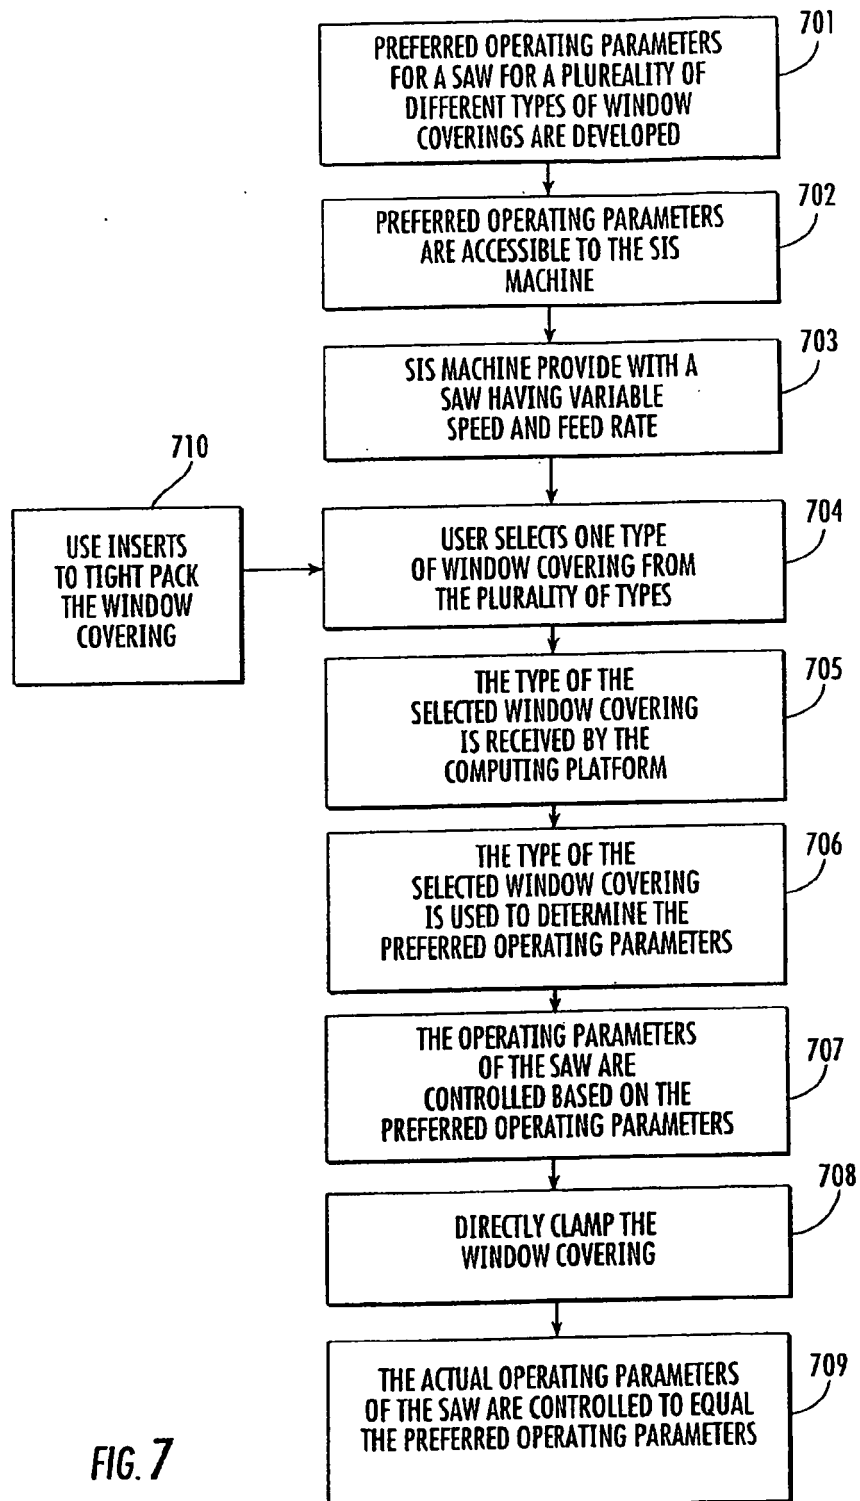 701
PREFERRED OPERATING PARAMETERS
FOR A SAW FOR A PLUREALITY OF
DIFFERENT TYPES OF WINDOW
COVERINGS ARE DEVELOPED
702
PREFERRED OPERATING PARAMETERS
ARE ACCESSIBLE TO THE SIS
MACHINE
703
SIS MACHINE PROVIDE WITH A
SAW HAVING VARIABLE
SPEED AND FEED RATE
710
USE INSERTS
TO TIGHT PACK
THE WINDOW
COVERING
704
USER SELECTS ONE TYPE
OF WINDOW COVERING FROM
THE PLURALITY OF TYPES
705
THE TYPE OF THE
SELECTED WINDOW COVERING
IS RECEIVED BY THE
COMPUTING PLATFORM
706
THE TYPE OF THE
SELECTED WINDOW COVERING
IS USED TO DETERMINE THE
PREFERRED OPERATING PARAMETERS
707
THE OPERATING PARAMETERS
OF THE SAW ARE
CONTROLLED BASED ON THE
PREFERRED OPERATING PARAMETERS
708
DIRECTLY CLAMP THE
WINDOW COVERING
709
THE ACTUAL OPERATING PARAMETERS
OF THE SAW ARE CONTROLLED TO EQUAL
THE PREFERRED OPERATING PARAMETERS
FIG. 7